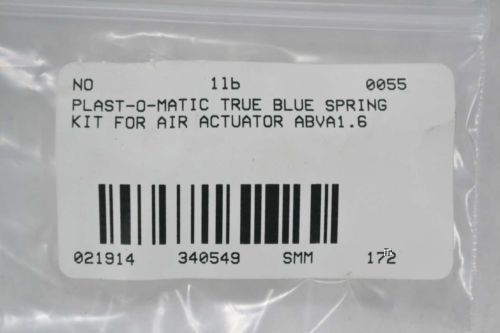 NO 1lb 0055
PLAST-O-MATIC TRUE BLUE SPRING
KIT FOR AIR ACTUATOR ABVA1.6
021914 340549 SMM 172